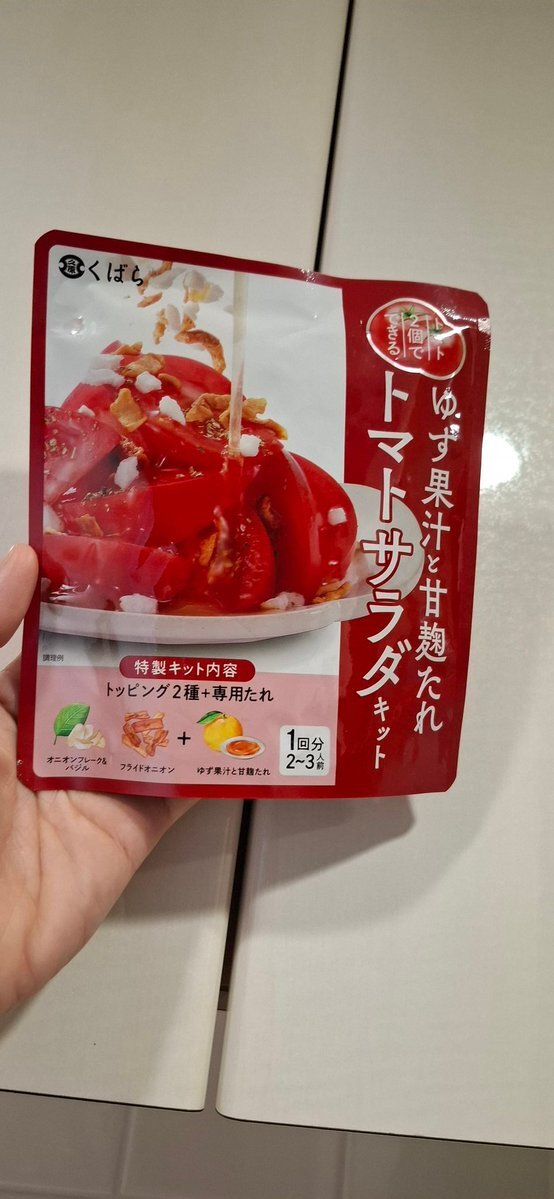 くばら
トマト
2個で
できる
ゆず果汁と甘麹たれ
トマトサラダキット
調理例
特製キット内容
トッピング2種+専用たれ
オニオンフレーク&
バジル
フライドオニオン
+
ゆず果汁と甘麹たれ
1回分
2~3人前